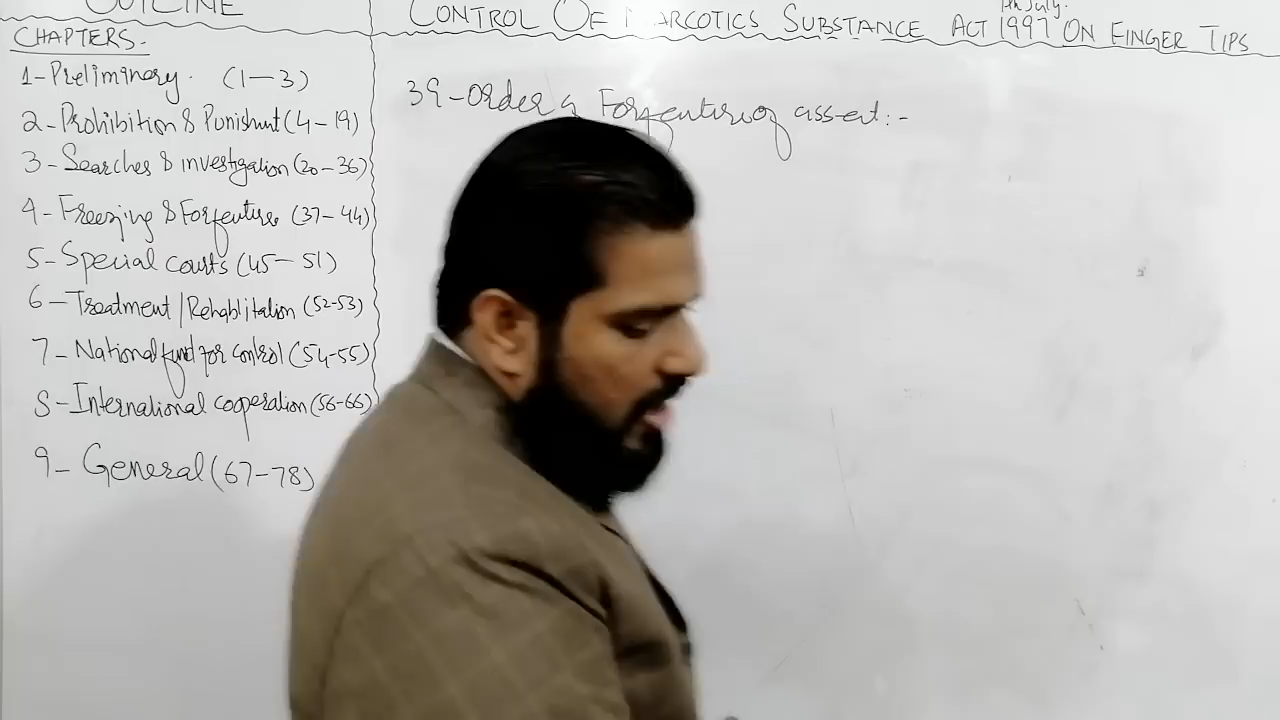 OUTLINE
CHAPTERS.
1-Preliminary. (1-3)
2-Prohibition & Punishment (4-19)
3-Searches & investigation (20-36)
4-Freezing & Forfeiture (37-44)
5-Special courts (45-51)
6-Treatment/Rehablitation (52-53)
7-National fund for control (54-55)
8-International cooperation (56-66)
9-General (67-78)
7th July.
CONTROL OF NARCOTICS SUBSTANCE ACT 1997 ON FINGER TIPS
39-Order of Forfeiture of asset:-